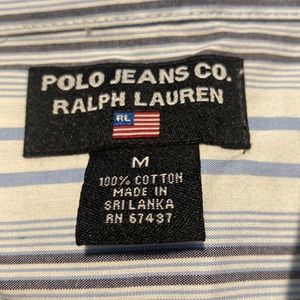 POLO JEANS CO.
RALPH LAUREN
RL
M
100% COTTON
MADE IN
SRI LANKA
RN 67437